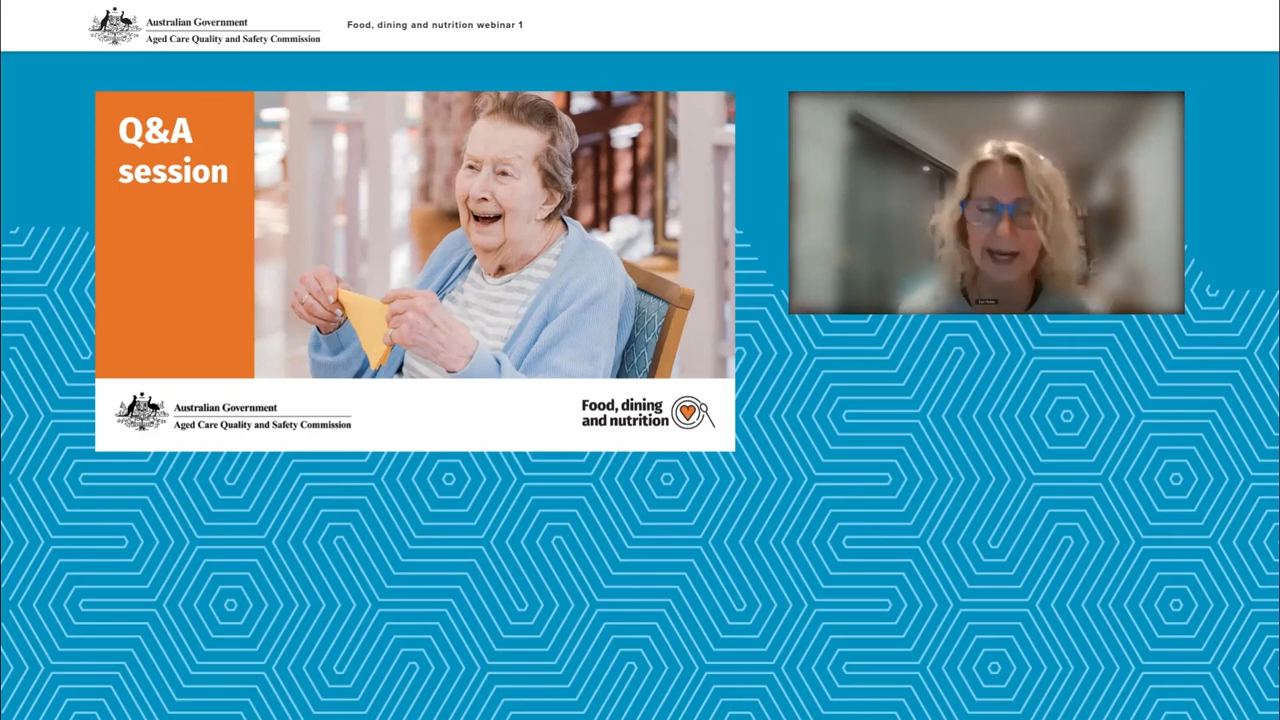 Australian Government
Aged Care Quality and Safety Commission
Food, dining and nutrition webinar 1
Q&A
session
Australian Government
Aged Care Quality and Safety Commission
Food, dining
and nutrition